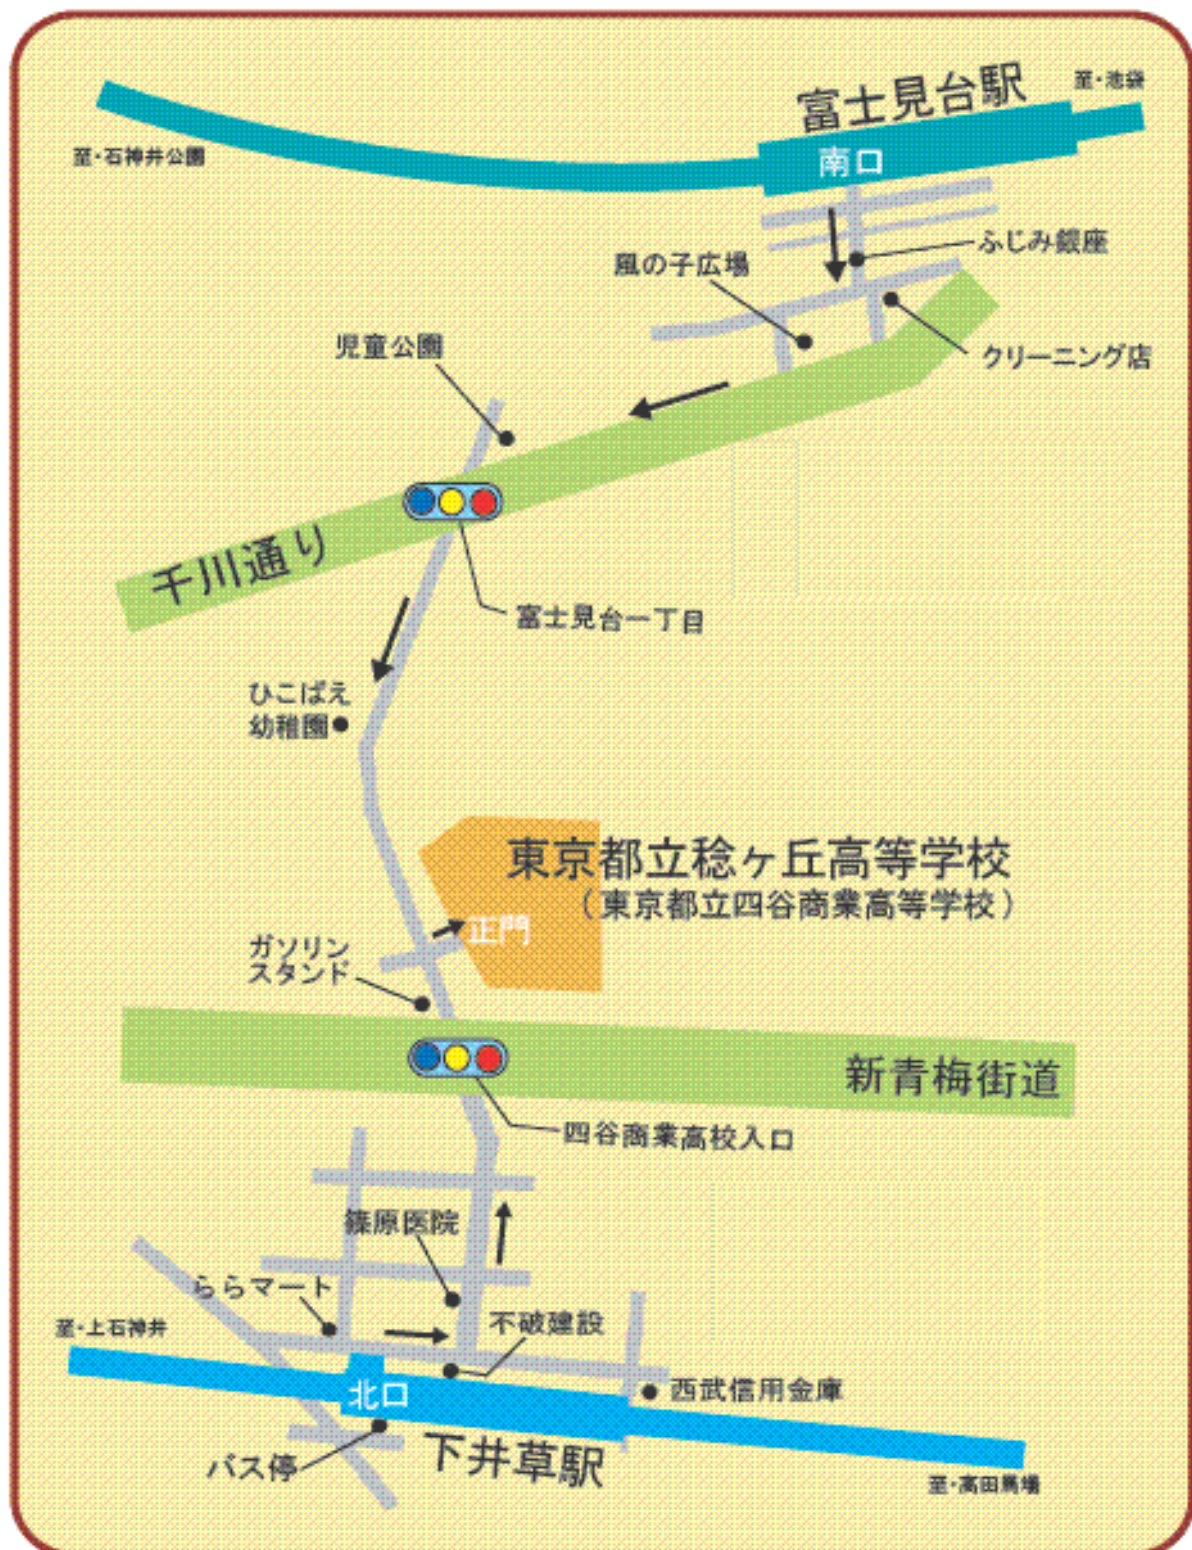 富士見台駅
至・池袋
至・石神井公園
南口
ふじみ銀座
風の子広場
児童公園
クリーニング店
千川通り
富士見台一丁目
ひこばえ
幼稚園
東京都立稔ヶ丘高等学校
(東京都立四谷商業高等学校)
正門
ガソリン
スタンド
新青梅街道
四谷商業高校入口
篠原医院
ららマート
不破建設
至・上石神井
北口
西武信用金庫
下井草駅
バス停
至・高田馬場